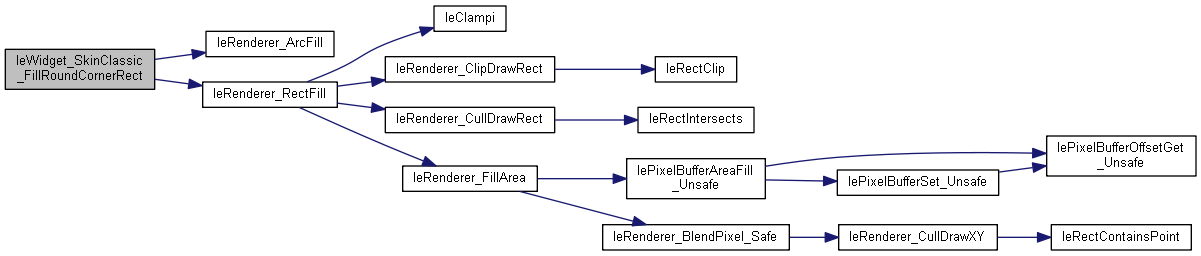 leWidget_SkinClassic
_FillRoundCornerRect
leRenderer_ArcFill
leRenderer_RectFill
leClampi
leRenderer_ClipDrawRect
leRectClip
leRenderer_CullDrawRect
leRectIntersects
leRenderer_FillArea
lePixelBufferAreaFill
_Unsafe
lePixelBufferSet_Unsafe
lePixelBufferOffsetGet
_Unsafe
leRenderer_BlendPixel_Safe
leRenderer_CullDrawXY
leRectContainsPoint